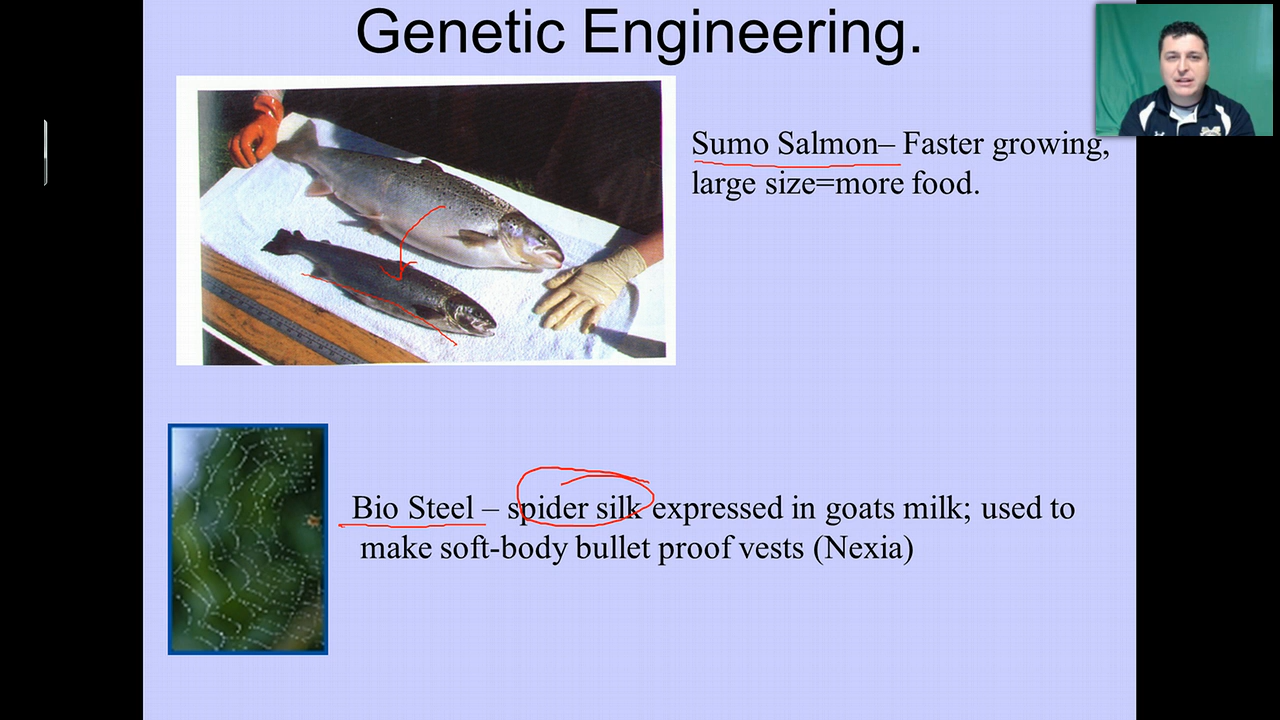 Genetic Engineering.
Sumo Salmon– Faster growing,
large size=more food.
Bio Steel – spider silk expressed in goats milk; used to
make soft-body bullet proof vests (Nexia)